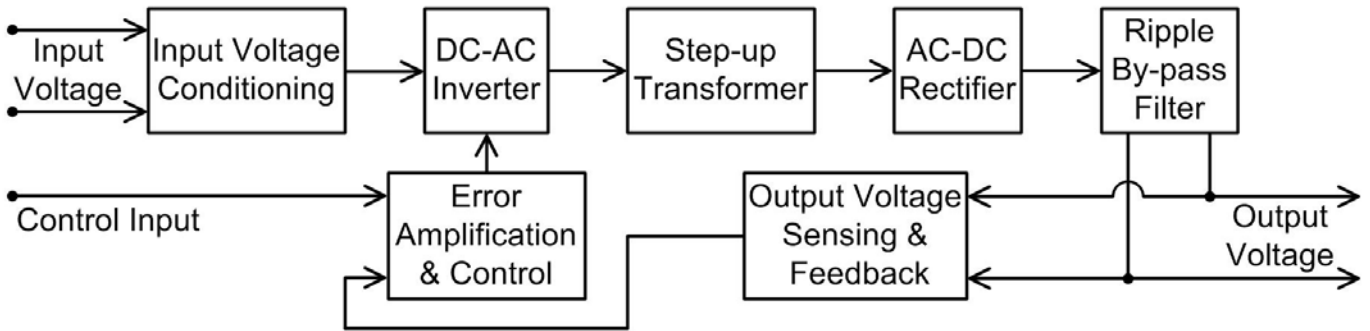 Input
Voltage
Input Voltage
Conditioning
DC-AC
Inverter
Step-up
Transformer
AC-DC
Rectifier
Ripple
By-pass
Filter
Control Input
Error
Amplification
& Control
Output Voltage
Sensing &
Feedback
Output
Voltage